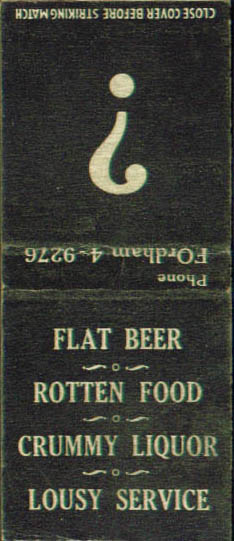 Phone
FOrdham 4-9276
?
CLOSE COVER BEFORE STRIKING MATCH
FLAT BEER
ROTTEN FOOD
CRUMMY LIQUOR
LOUSY SERVICE